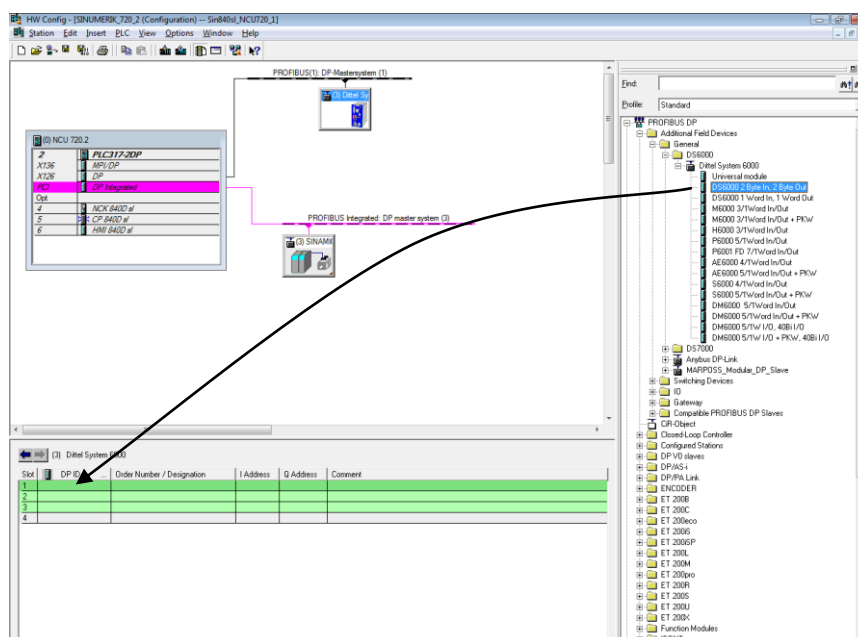 HW Config - [SINUMERIK_720_2 (Configuration) -- Sin840sl_NCU720_1]
Station Edit Insert PLC View Options Window Help
PROFIBUS(1): DP-Mastersystem (1)
(3) Dittel Sy
(0) NCU 720.2
2 PLC317-2DP
X136 MPI/DP
X126 DP
PCI DP Integrated
Opt
4 NCK 840D sl
5 CP 840D sl
6 HMI 840D sl
PROFIBUS Integrated: DP master system (3)
(3) SINAMI
(3) Dittel System 6000
Slot DP ID ... Order Number / Designation I Address Q Address Comment
1
2
3
4
Find:
Profile: Standard
PROFIBUS DP
Additional Field Devices
General
DS6000
Dittel System 6000
Universal module
DS6000 2 Byte In, 2 Byte Out
DS6000 1 Word In, 1 Word Out
M6000 3/1Word In/Out
M6000 3/1Word In/Out + PKW
H6000 3/1Word In/Out
P6000 5/1Word In/Out
P6001 FD 7/1Word In/Out
AE6000 4/1Word In/Out
AE6000 5/1Word In/Out + PKW
S6000 4/1Word In/Out
S6000 5/1Word In/Out + PKW
DM6000 5/1Word In/Out
DM6000 5/1Word In/Out + PKW
DM6000 5/1W I/O, 40Bi I/O
DM6000 5/1W I/O + PKW, 40Bi I/O
DS7000
Anybus DP-Link
MARPOSS_Modular_DP_Slave
Switching Devices
IO
Gateway
Compatible PROFIBUS DP Slaves
CiR-Object
Closed-Loop Controller
Configured Stations
DP V0 slaves
DP/AS-i
DP/PA Link
ENCODER
ET 200B
ET 200C
ET 200eco
ET 200iS
ET 200iSP
ET 200L
ET 200M
ET 200pro
ET 200R
ET 200S
ET 200U
ET 200X
Function Modules